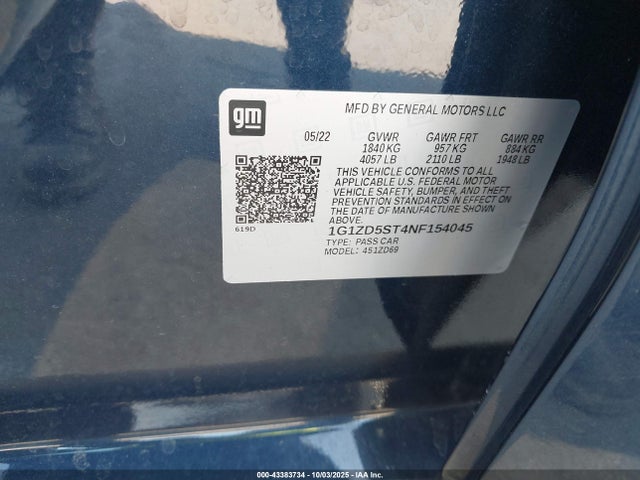 gm
MFD BY GENERAL MOTORS LLC
05/22 GVWR GAWR FRT GAWR RR
1840 KG 957 KG 884 KG
4057 LB 2110 LB 1948 LB
THIS VEHICLE CONFORMS TO ALL
APPLICABLE U.S. FEDERAL MOTOR
VEHICLE SAFETY, BUMPER, AND THEFT
PREVENTION STANDARDS IN EFFECT ON
THE DATE OF MANUFACTURE SHOWN
ABOVE.
619D
1G1ZD5ST4NF154045
TYPE: PASS CAR
MODEL: 451ZD69
00-43383734 10/03/2025 IAA Inc.